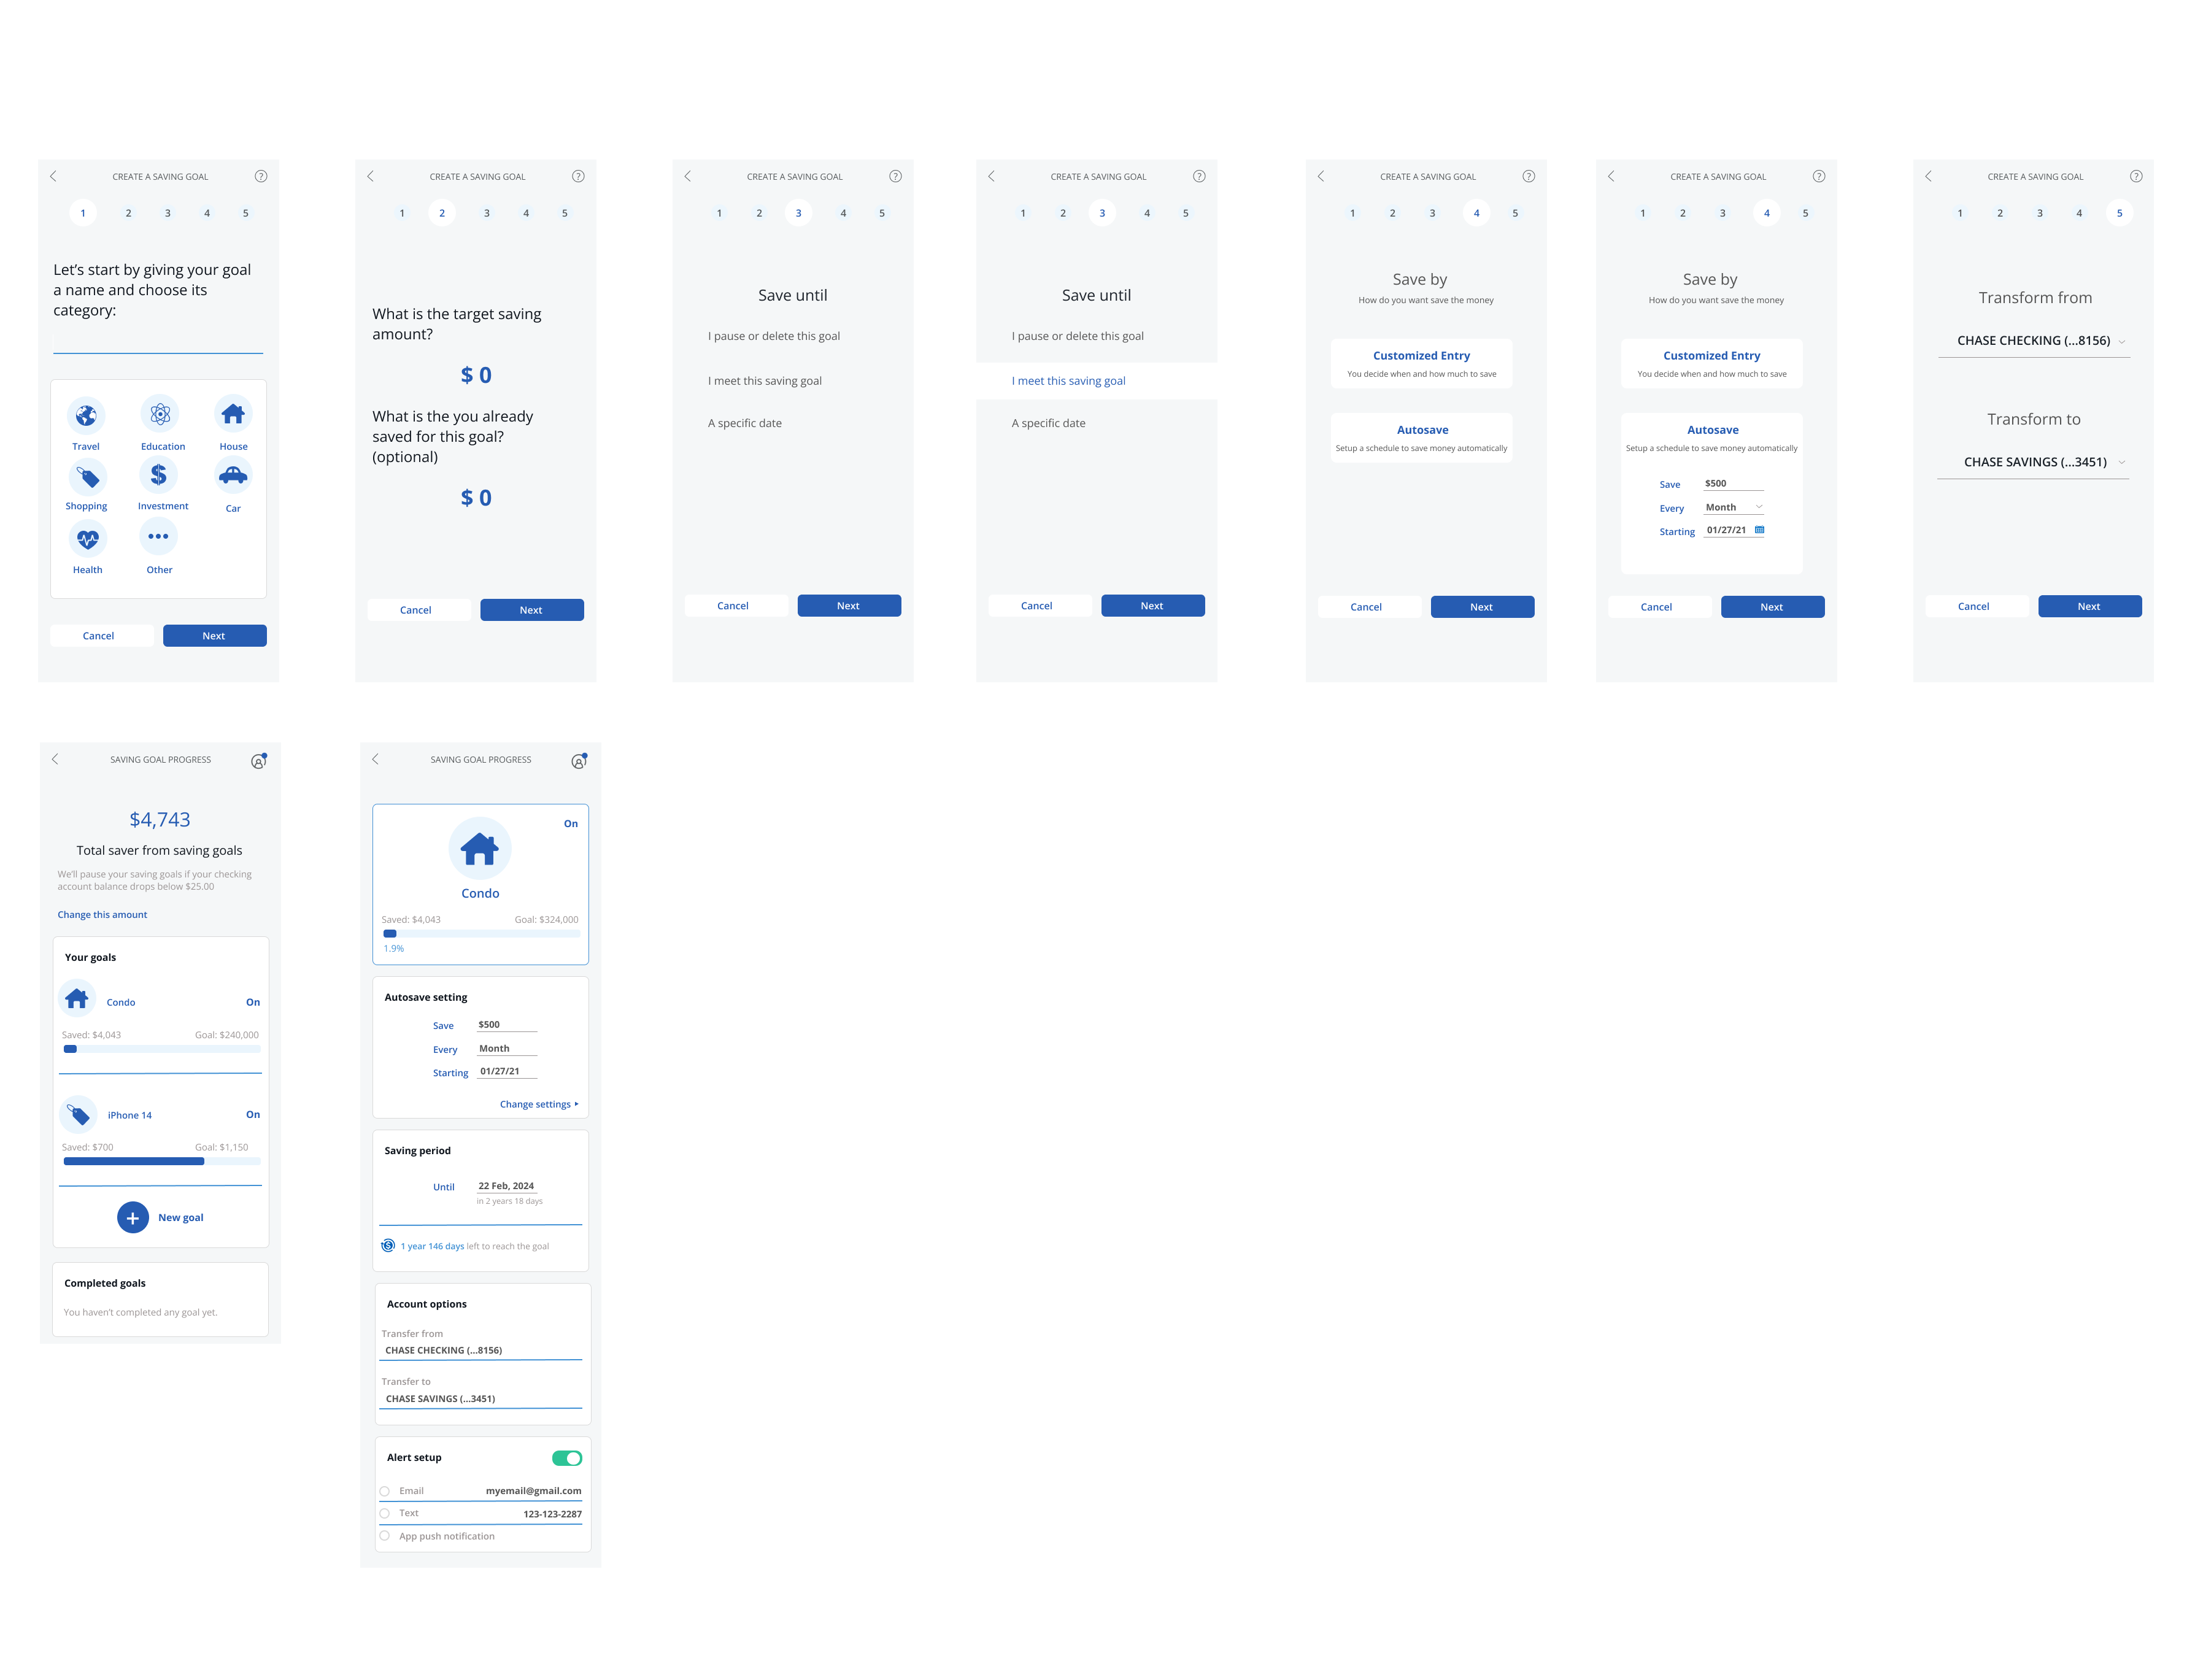 CREATE A SAVING GOAL
?
1 2 3 4 5
Let's start by giving your goal
a name and choose its
category:
Travel Education House
Shopping Investment Car
Health Other
Cancel Next
CREATE A SAVING GOAL
?
1 2 3 4 5
What is the target saving
amount?
$ 0
What is the you already
saved for this goal?
(optional)
$ 0
Cancel Next
CREATE A SAVING GOAL
?
1 2 3 4 5
Save until
I pause or delete this goal
I meet this saving goal
A specific date
Cancel Next
CREATE A SAVING GOAL
?
1 2 3 4 5
Save until
I pause or delete this goal
I meet this saving goal
A specific date
Cancel Next
CREATE A SAVING GOAL
?
1 2 3 4 5
Save by
How do you want save the money
Customized Entry
You decide when and how much to save
Autosave
Setup a schedule to save money automatically
Cancel Next
CREATE A SAVING GOAL
?
1 2 3 4 5
Save by
How do you want save the money
Customized Entry
You decide when and how much to save
Autosave
Setup a schedule to save money automatically
Save $500
Every Month
Starting 01/27/21
Cancel Next
CREATE A SAVING GOAL
?
1 2 3 4 5
Transform from
CHASE CHECKING (...8156)
Transform to
CHASE SAVINGS (...3451)
Cancel Next
SAVING GOAL PROGRESS
$4,743
Total saver from saving goals
We'll pause your saving goals if your checking
account balance drops below $25.00
Change this amount
Your goals
Condo On
Saved: $4,043 Goal: $240,000
iPhone 14 On
Saved: $700 Goal: $1,150
+ New goal
Completed goals
You haven't completed any goal yet.
SAVING GOAL PROGRESS
On
Condo
Saved: $4,043 Goal: $324,000
1.9%
Autosave setting
Save $500
Every Month
Starting 01/27/21
Change settings
Saving period
Until 22 Feb, 2024
in 2 years 18 days
1 year 146 days left to reach the goal
Account options
Transfer from
CHASE CHECKING (...8156)
Transfer to
CHASE SAVINGS (...3451)
Alert setup
Email myemail@gmail.com
Text 123-123-2287
App push notification